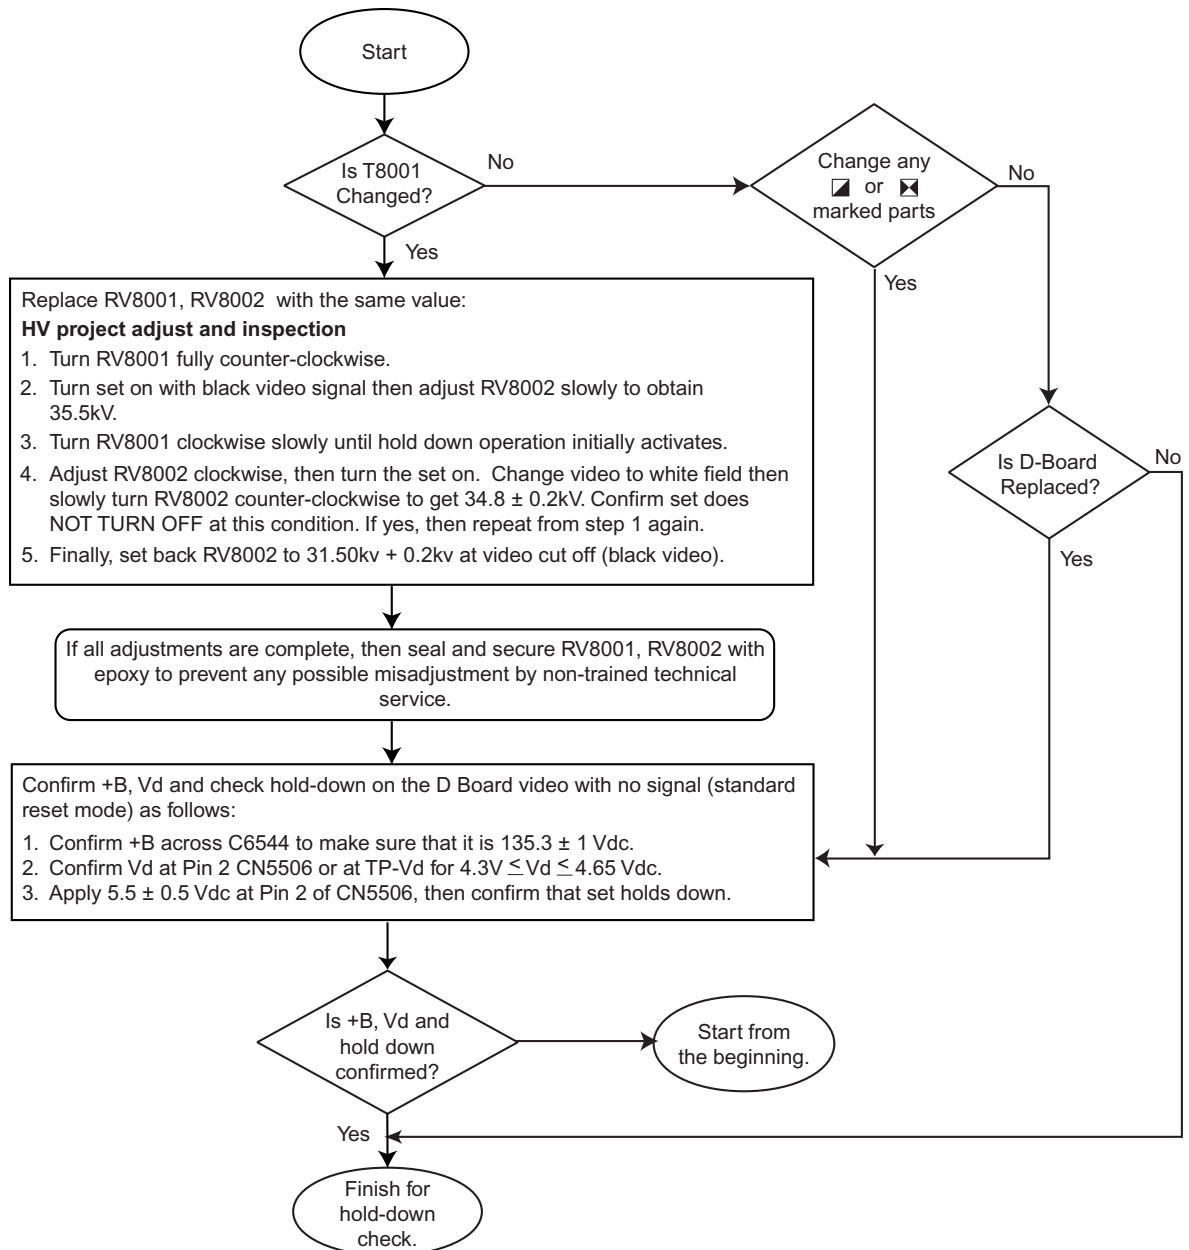 Start
Is T8001
Changed?
No
Yes
Change any
or
marked parts
No
Yes
Replace RV8001, RV8002 with the same value:
HV project adjust and inspection
1. Turn RV8001 fully counter-clockwise.
2. Turn set on with black video signal then adjust RV8002 slowly to obtain
35.5kV.
3. Turn RV8001 clockwise slowly until hold down operation initially activates.
4. Adjust RV8002 clockwise, then turn the set on. Change video to white field then
slowly turn RV8002 counter-clockwise to get 34.8 ± 0.2kV. Confirm set does
NOT TURN OFF at this condition. If yes, then repeat from step 1 again.
5. Finally, set back RV8002 to 31.50kv + 0.2kv at video cut off (black video).
Is D-Board
Replaced?
No
Yes
If all adjustments are complete, then seal and secure RV8001, RV8002 with
epoxy to prevent any possible misadjustment by non-trained technical
service.
Confirm +B, Vd and check hold-down on the D Board video with no signal (standard
reset mode) as follows:
1. Confirm +B across C6544 to make sure that it is 135.3 ± 1 Vdc.
2. Confirm Vd at Pin 2 CN5506 or at TP-Vd for 4.3V ≤ Vd ≤ 4.65 Vdc.
3. Apply 5.5 ± 0.5 Vdc at Pin 2 of CN5506, then confirm that set holds down.
Is +B, Vd and
hold down
confirmed?
Start from
the beginning.
Yes
Finish for
hold-down
check.